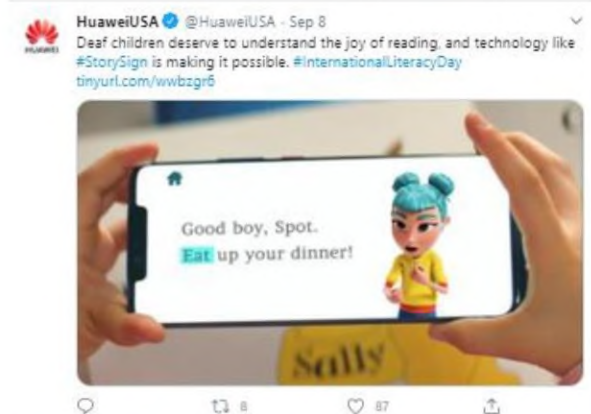 HuaweiUSA @HuaweiUSA · Sep 8
Deaf children deserve to understand the joy of reading, and technology like
#StorySign is making it possible. #InternationalLiteracyDay
tinyurl.com/wwbzgr6
HUAWEI
Good boy, Spot.
Eat up your dinner!
Sally
8 87